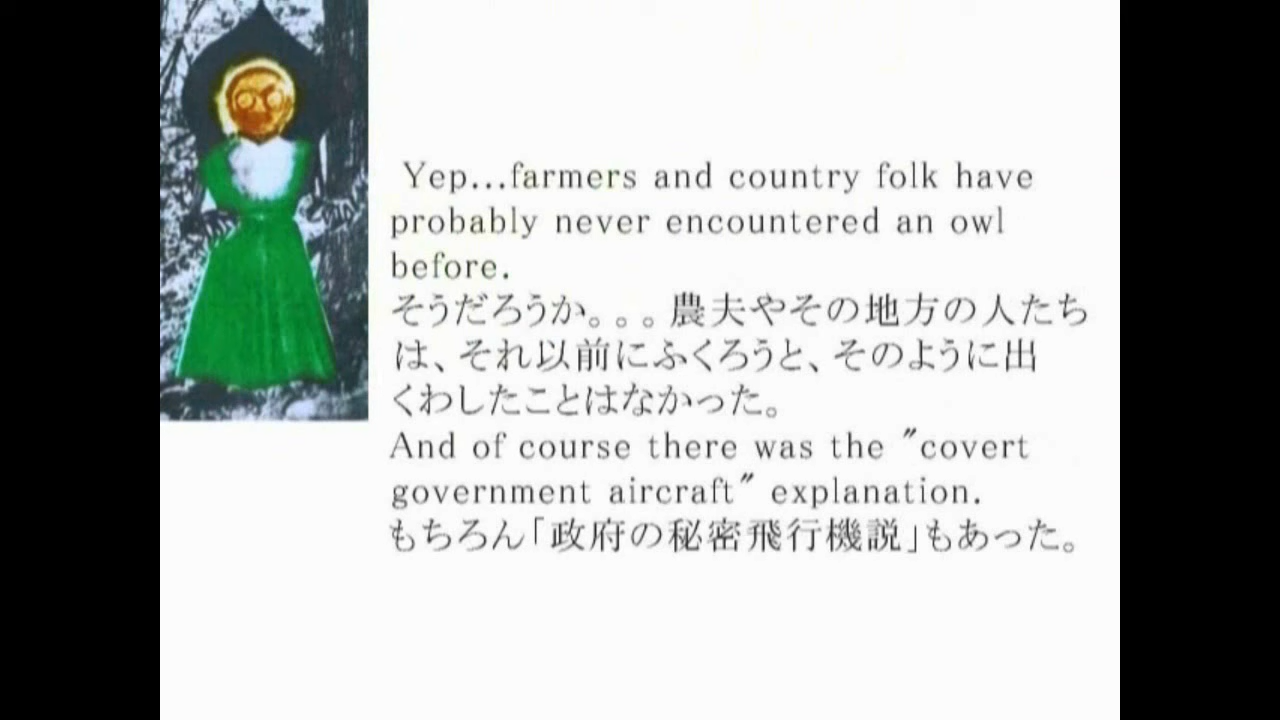 Yep...farmers and country folk have
probably never encountered an owl
before.
そうだろうか。。。農夫やその地方の人たち
は、それ以前にふくろうと、そのように出
くわしたことはなかった。
And of course there was the "covert
government aircraft" explanation.
もちろん「政府の秘密飛行機説」もあった。